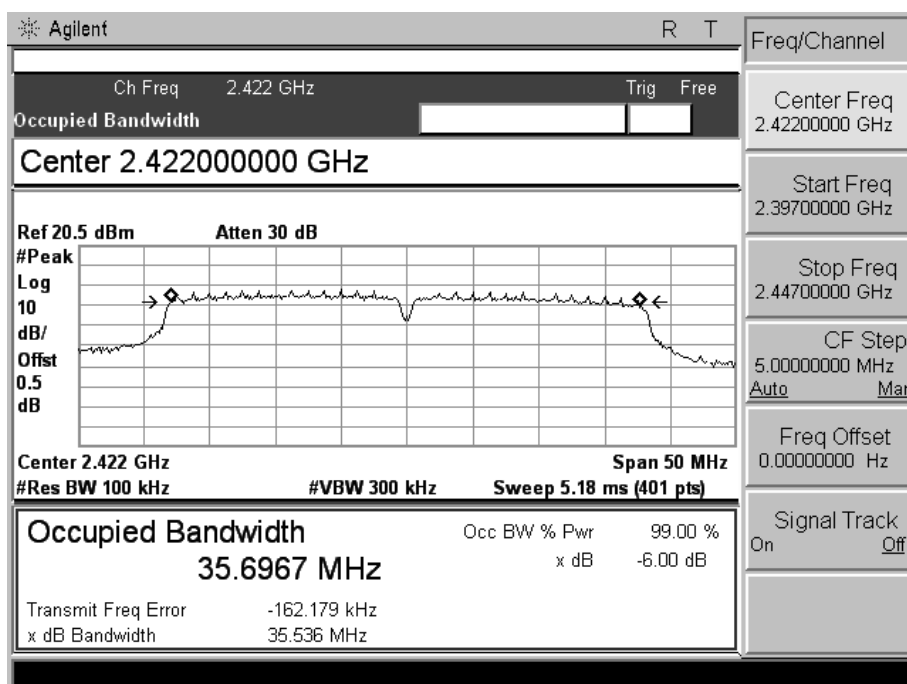 Agilent R T
Freq/Channel
Ch Freq 2.422 GHz Trig Free
Occupied Bandwidth
Center 2.422000000 GHz
Ref 20.5 dBm Atten 30 dB
#Peak
Log
10
dB/
Offst
0.5
dB
Center 2.422 GHz Span 50 MHz
#Res BW 100 kHz #VBW 300 kHz Sweep 5.18 ms (401 pts)
Occupied Bandwidth
35.6967 MHz
Occ BW % Pwr 99.00 %
x dB -6.00 dB
Transmit Freq Error -162.179 kHz
x dB Bandwidth 35.536 MHz
Center Freq
2.42200000 GHz
Start Freq
2.39700000 GHz
Stop Freq
2.44700000 GHz
CF Step
5.00000000 MHz
Auto Man
Freq Offset
0.00000000 Hz
Signal Track
On Off